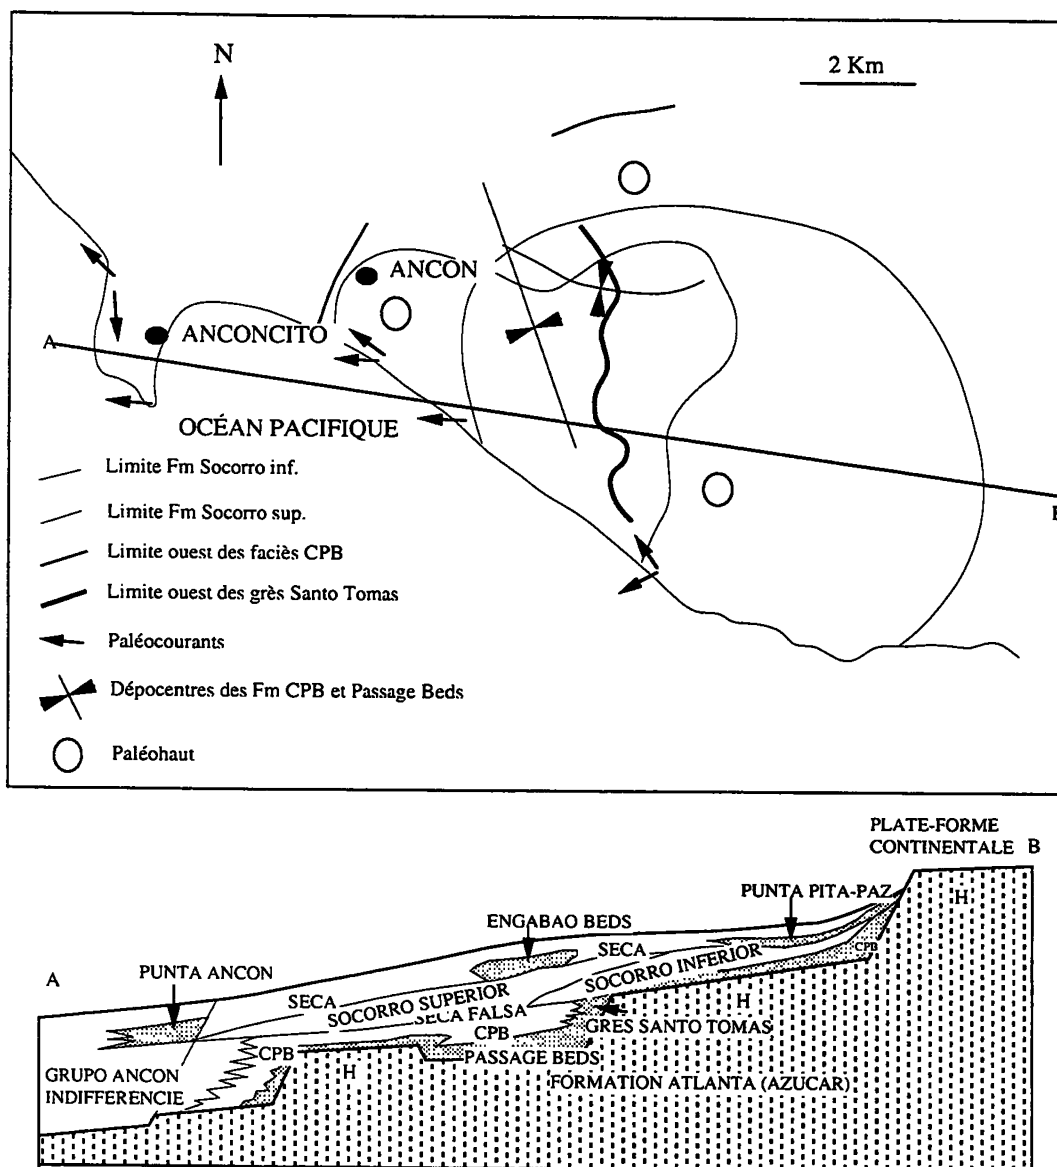 N
2 Km
ANCON
ANCONCITO
A
OCÉAN PACIFIQUE
Limite Fm Socorro inf.
Limite Fm Socorro sup.
Limite ouest des faciès CPB
Limite ouest des grès Santo Tomas
Paléocourants
Dépocentres des Fm CPB et Passage Beds
Paléohaut
PLATE-FORME
CONTINENTALE B
H
PUNTA PITA-PAZ
ENGABAO BEDS
SECA
A
PUNTA ANCON
SOCORRO INFERIOR
CPB
SECA
SOCORRO SUPERIOR
SECA FALSA
H
GRES SANTO TOMAS
CPB
CPB
PASSAGE BEDS
H
GRUPO ANCON
INDIFFERENCIE
FORMATION ATLANTA (AZUCAR)